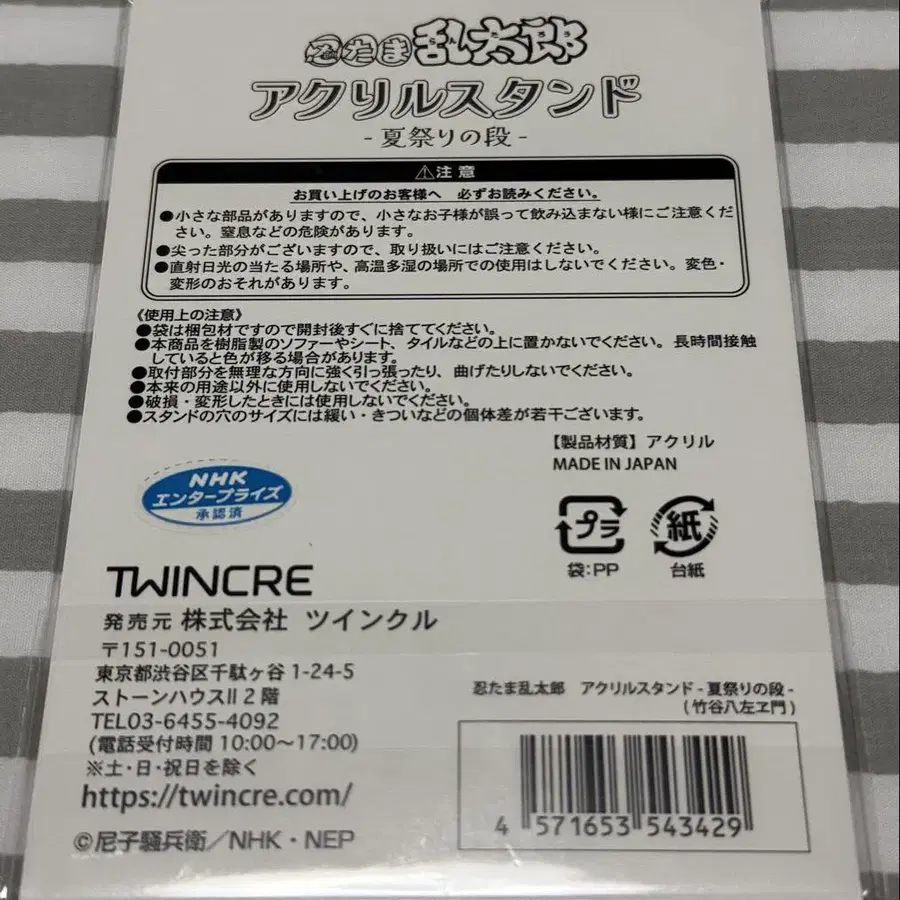 忍たま乱太郎
アクリルスタンド
- 夏祭りの段 -
⚠注意
お買い上げのお客様へ　必ずお読みください。
●小さな部品がありますので、小さなお子様が誤って飲み込まない様にご注意くだ
さい。窒息などの危険があります。
●尖った部分がございますので、取り扱いにはご注意ください。
●直射日光の当たる場所や、高温多湿の場所での使用はしないでください。変色・
変形のおそれがあります。
《使用上の注意》
●袋は梱包材ですので開封後すぐに捨ててください。
●本商品を樹脂製のソファーやシート、タイルなどの上に置かないでください。長時間接触
していると色が移る場合があります。
●取付部分を無理な方向に強く引っ張ったり、曲げたりしないでください。
●本来の用途以外に使用しないでください。
●破損・変形したときには使用しないでください。
●スタンドの穴のサイズには緩い・きついなどの個体差が若干ございます。
【製品材質】アクリル
MADE IN JAPAN
NHK
エンタープライズ
承認済
プラ
袋:PP
紙
台紙
TWINCRE
発売元 株式会社 ツインクル
〒151-0051
東京都渋谷区千駄ヶ谷 1-24-5
ストーンハウスII 2 階
TEL03-6455-4092
(電話受付時間 10:00〜17:00)
※土・日・祝日を除く
https://twincre.com/
©尼子騒兵衛／NHK・NEP
忍たま乱太郎　アクリルスタンド - 夏祭りの段 -
(竹谷八左ヱ門)
4 571653 543429